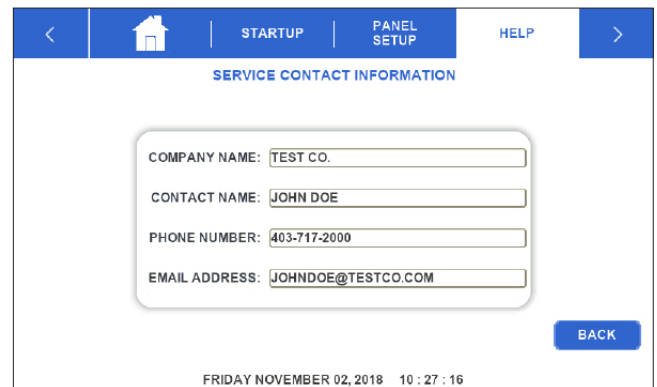 STARTUP
PANEL SETUP
HELP
SERVICE CONTACT INFORMATION
COMPANY NAME: TEST CO.
CONTACT NAME: JOHN DOE
PHONE NUMBER: 403-717-2000
EMAIL ADDRESS: JOHNDOE@TESTCO.COM
BACK
FRIDAY NOVEMBER 02, 2018 10 : 27 : 16